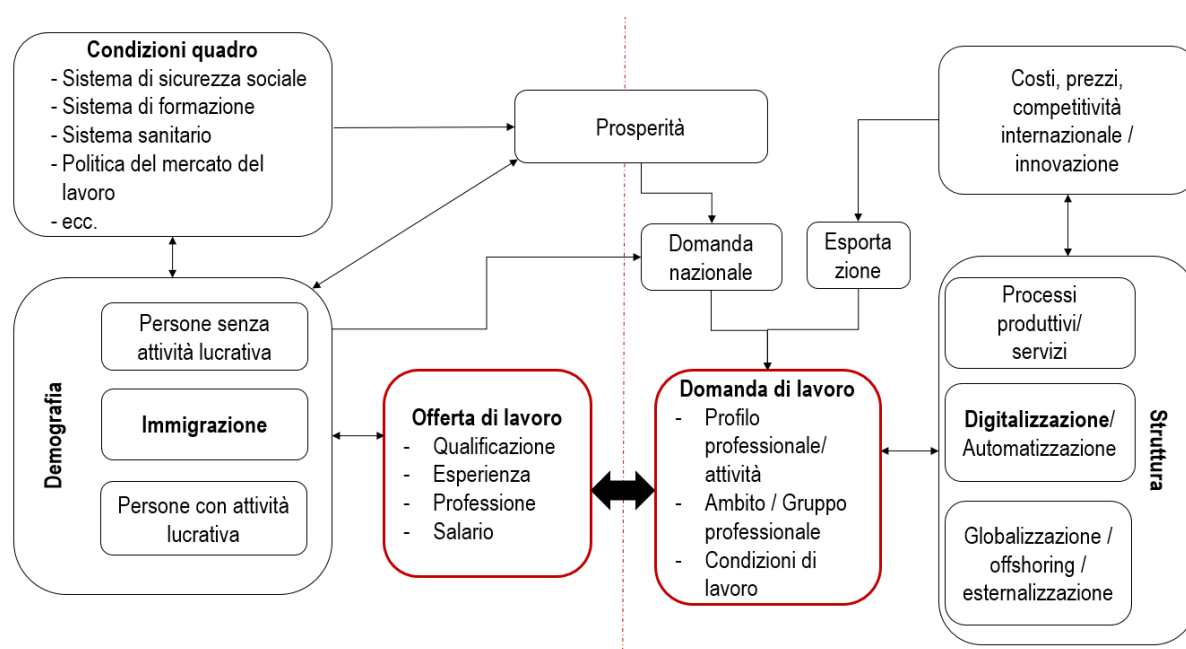 Condizioni quadro
- Sistema di sicurezza sociale
- Sistema di formazione
- Sistema sanitario
- Politica del mercato del
lavoro
- ecc.
Prosperità
Costi, prezzi,
competitività
internazionale /
innovazione
Domanda
nazionale
Esporta
zione
Demografia
Persone senza
attività lucrativa
Immigrazione
Persone con attività
lucrativa
Offerta di lavoro
- Qualificazione
- Esperienza
- Professione
- Salario
Domanda di lavoro
- Profilo
professionale/
attività
- Ambito / Gruppo
professionale
- Condizioni di
lavoro
Processi
produttivi/
servizi
Digitalizzazione/
Automatizzazione
Globalizzazione /
offshoring /
esternalizzazione
Struttura